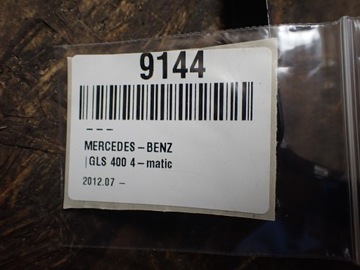 9144
– – –
MERCEDES–BENZ
|GLS 400 4–matic
2012.07 –